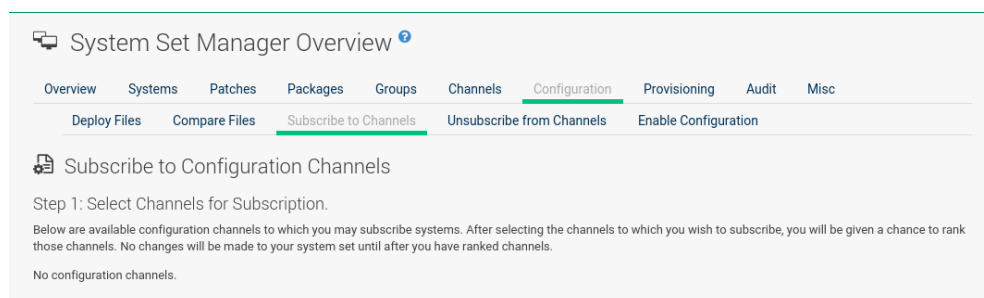 System Set Manager Overview ?
Overview Systems Patches Packages Groups Channels Configuration Provisioning Audit Misc
Deploy Files Compare Files Subscribe to Channels Unsubscribe from Channels Enable Configuration
Subscribe to Configuration Channels
Step 1: Select Channels for Subscription.
Below are available configuration channels to which you may subscribe systems. After selecting the channels to which you wish to subscribe, you will be given a chance to rank
those channels. No changes will be made to your system set until after you have ranked channels.
No configuration channels.